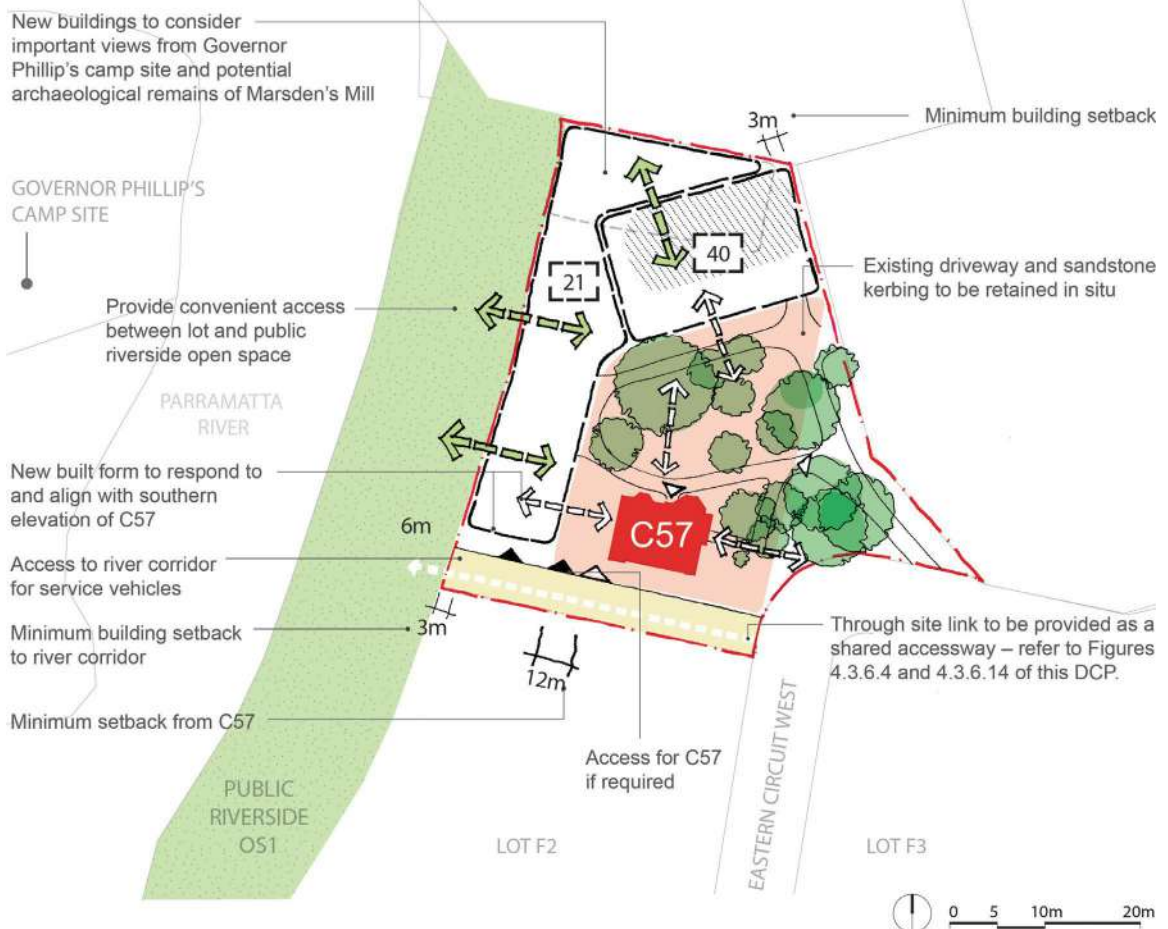 New buildings to consider
important views from Governor
Phillip's camp site and potential
archaeological remains of Marsden's Mill
3m
Minimum building setback
GOVERNOR PHILLIP'S
CAMP SITE
40
21
Existing driveway and sandstone
kerbing to be retained in situ
Provide convenient access
between lot and public
riverside open space
PARRAMATTA
RIVER
New built form to respond to
and align with southern
elevation of C57
6m
C57
Access to river corridor
for service vehicles
Minimum building setback
to river corridor
3m
12m
Through site link to be provided as a
shared accessway – refer to Figures
4.3.6.4 and 4.3.6.14 of this DCP.
Minimum setback from C57
Access for C57
if required
PUBLIC
RIVERSIDE
OS1
LOT F2
EASTERN CIRCUIT WEST
LOT F3
0 5 10m 20m